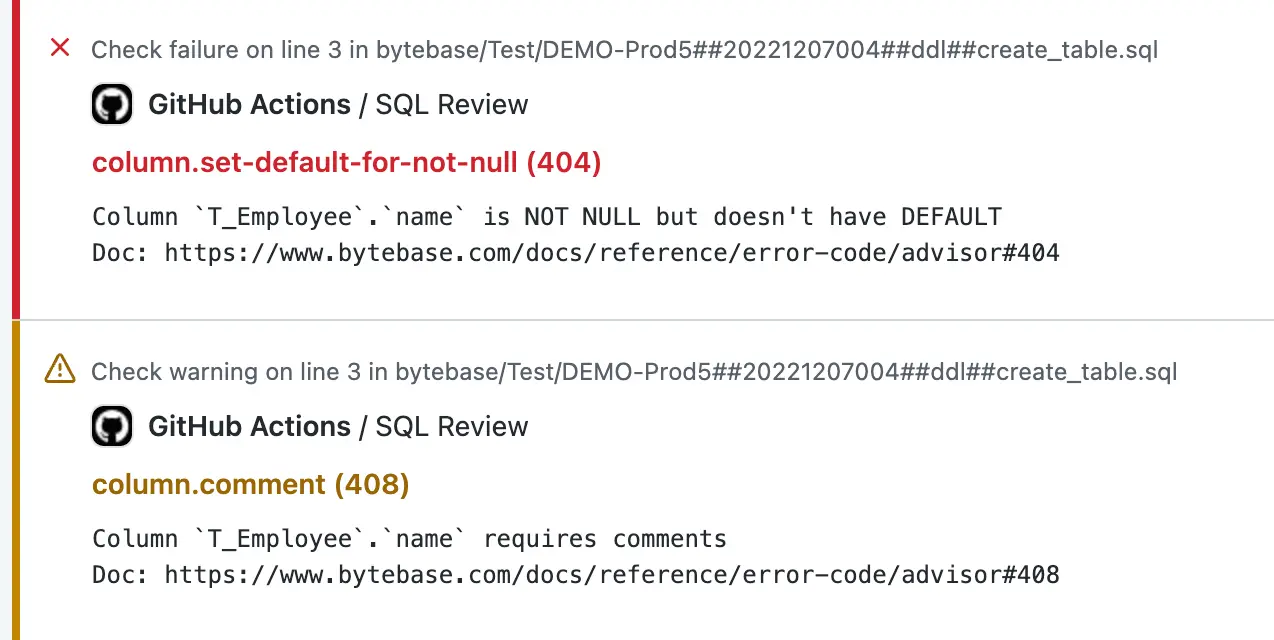 Check failure on line 3 in bytebase/Test/DEMO-Prod5##20221207004##ddl##create_table.sql
GitHub Actions / SQL Review
column.set-default-for-not-null (404)
Column `T_Employee`.`name` is NOT NULL but doesn't have DEFAULT
Doc: https://www.bytebase.com/docs/reference/error-code/advisor#404
Check warning on line 3 in bytebase/Test/DEMO-Prod5##20221207004##ddl##create_table.sql
GitHub Actions / SQL Review
column.comment (408)
Column `T_Employee`.`name` requires comments
Doc: https://www.bytebase.com/docs/reference/error-code/advisor#408